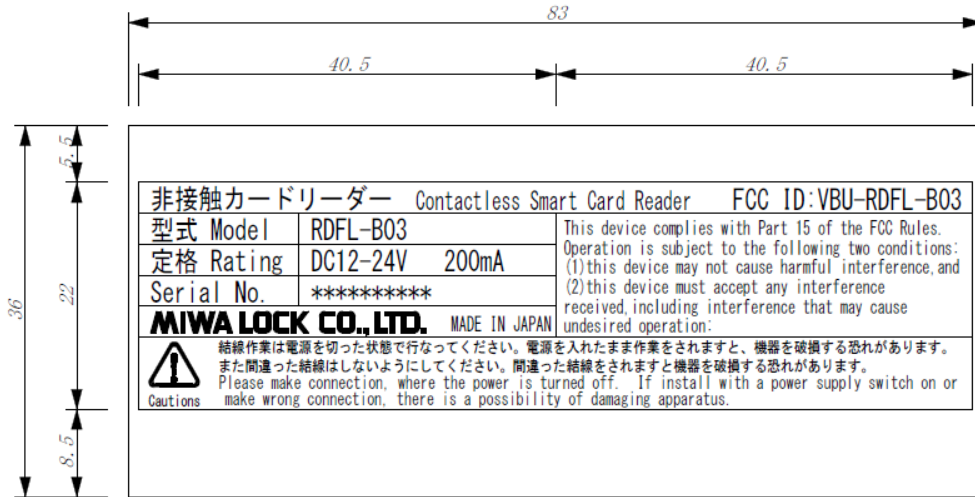 83
40.5 40.5
5.5
22
36
8.5
非接触カードリーダー Contactless Smart Card Reader FCC ID:VBU-RDFL-B03
型式 Model RDFL-B03
定格 Rating DC12-24V 200mA
Serial No. **********
MIWA LOCK CO.,LTD. MADE IN JAPAN
This device complies with Part 15 of the FCC Rules.
Operation is subject to the following two conditions:
(1)this device may not cause harmful interference,and
(2)this device must accept any interference
received,including interference that may cause
undesired operation:
結線作業は電源を切った状態で行なってください。電源を入れたまま作業をされますと、機器を破損する恐れがあります。
また間違った結線はしないようにしてください。間違った結線をされますと機器を破損する恐れがあります。
Please make connection, where the power is turned off. If install with a power supply switch on or
make wrong connection, there is a possibility of damaging apparatus.
Cautions